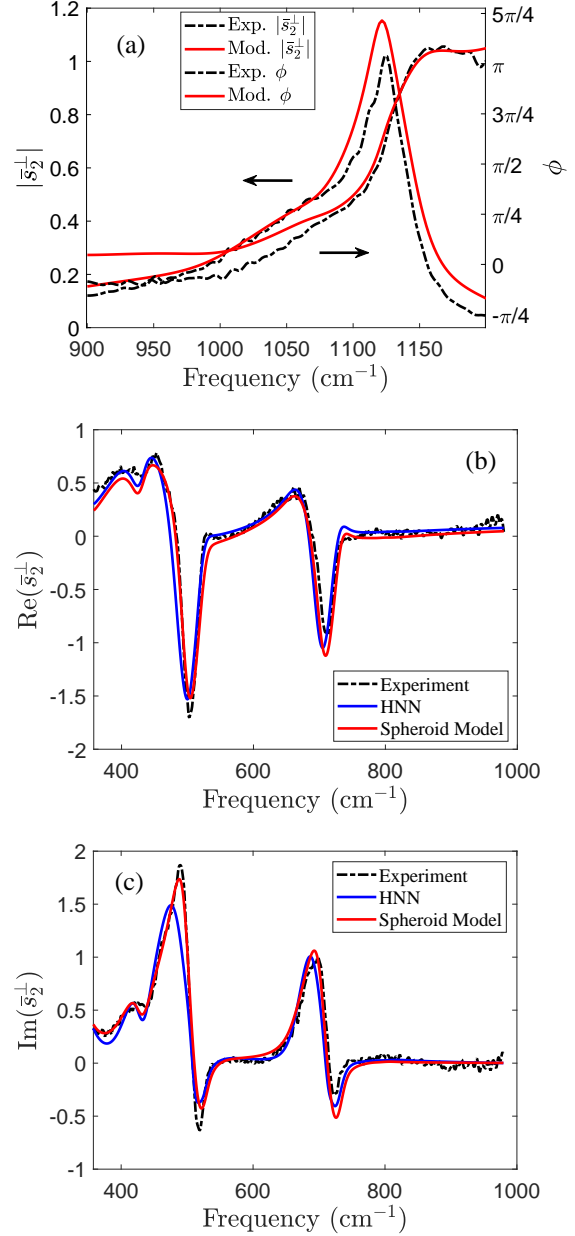 (a)
Exp. |s̄₂^⊥|
Mod. |s̄₂^⊥|
Exp. ϕ
Mod. ϕ
1.2
1
0.8
0.6
0.4
0.2
0
|s̄₂^⊥|
5π/4
π
3π/4
π/2
π/4
0
-π/4
ϕ
900 950 1000 1050 1100 1150
Frequency (cm⁻¹)
(b)
1
0.5
0
-0.5
-1
-1.5
-2
Re(s̄₂^⊥)
Experiment
HNN
Spheroid Model
400 600 800 1000
Frequency (cm⁻¹)
(c)
2
1.5
1
0.5
0
-0.5
-1
Im(s̄₂^⊥)
Experiment
HNN
Spheroid Model
400 600 800 1000
Frequency (cm⁻¹)